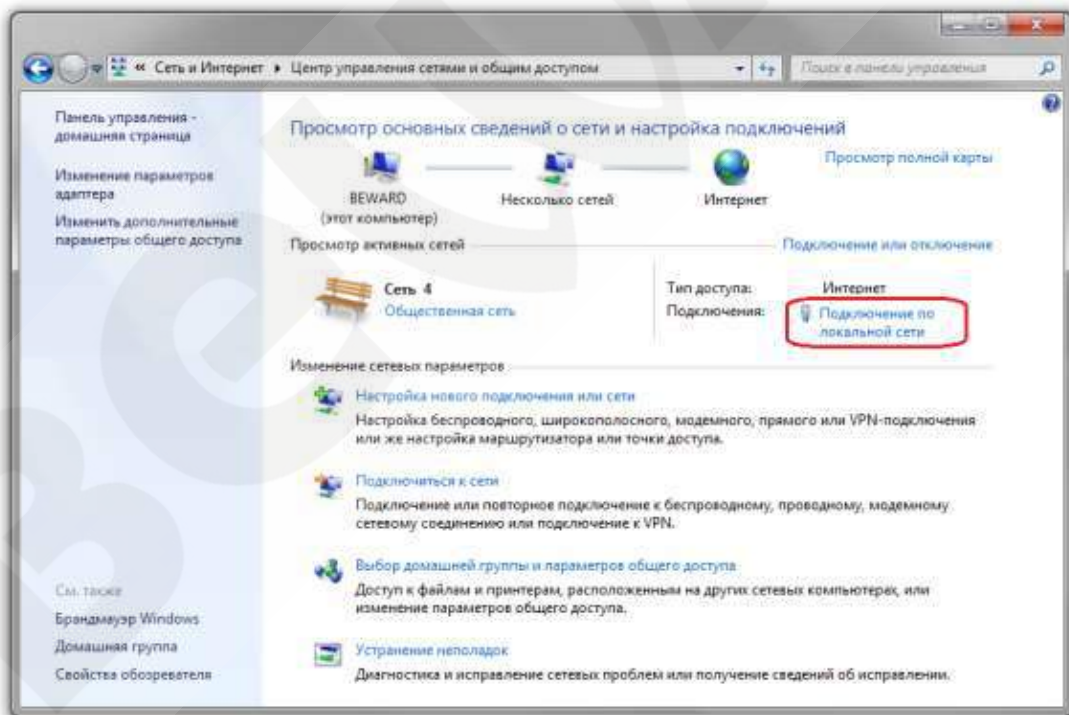 « Сеть и Интернет ▸ Центр управления сетями и общим доступом
Поиск в панели управления
Панель управления -
домашняя страница
Изменение параметров
адаптера
Изменить дополнительные
параметры общего доступа
См. также
Брандмауэр Windows
Домашняя группа
Свойства обозревателя
Просмотр основных сведений о сети и настройка подключений
Просмотр полной карты
BEWARD
(этот компьютер)
Несколько сетей
Интернет
Просмотр активных сетей
Подключение или отключение
Сеть 4
Общественная сеть
Тип доступа: Интернет
Подключения: Подключение по
локальной сети
Изменение сетевых параметров
Настройка нового подключения или сети
Настройка беспроводного, широкополосного, модемного, прямого или VPN-подключения
или же настройка маршрутизатора или точки доступа.
Подключиться к сети
Подключение или повторное подключение к беспроводному, проводному, модемному
сетевому соединению или подключение к VPN.
Выбор домашней группы и параметров общего доступа
Доступ к файлам и принтерам, расположенным на других сетевых компьютерах, или
изменение параметров общего доступа.
Устранение неполадок
Диагностика и исправление сетевых проблем или получение сведений об исправлении.